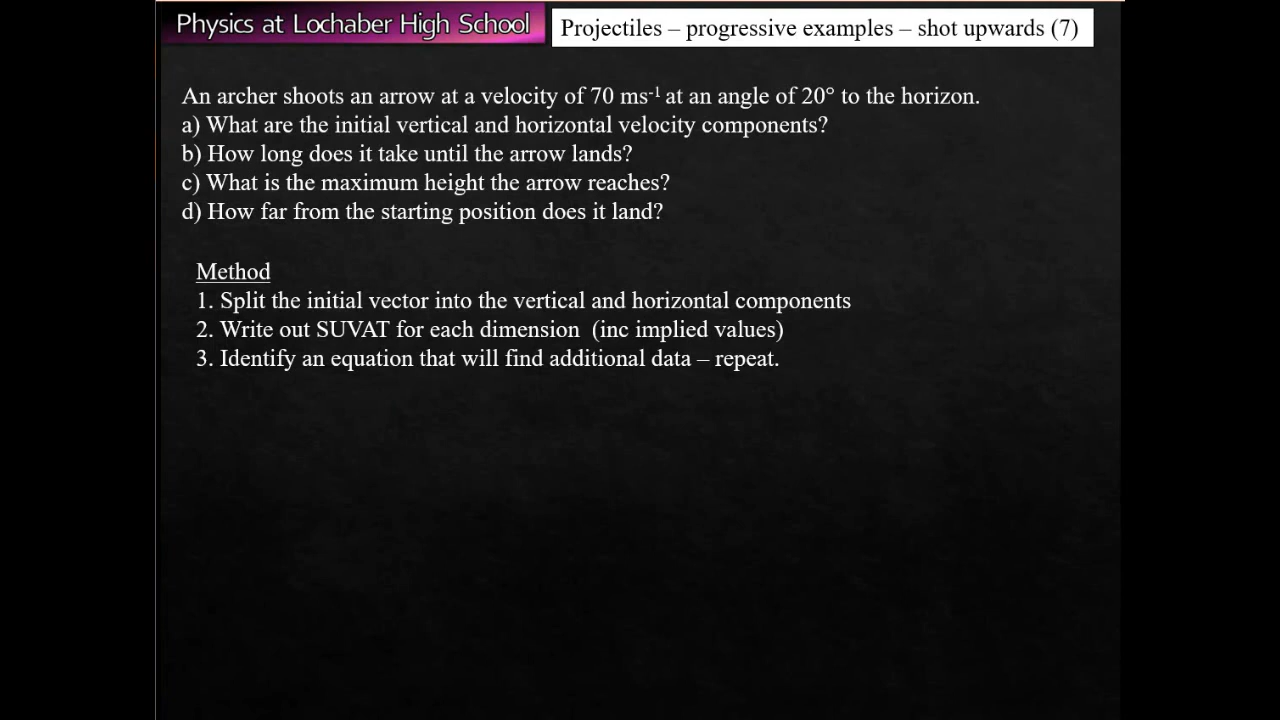 Physics at Lochaber High School
Projectiles – progressive examples – shot upwards (7)
An archer shoots an arrow at a velocity of 70 ms⁻¹ at an angle of 20° to the horizon.
a) What are the initial vertical and horizontal velocity components?
b) How long does it take until the arrow lands?
c) What is the maximum height the arrow reaches?
d) How far from the starting position does it land?
Method
1. Split the initial vector into the vertical and horizontal components
2. Write out SUVAT for each dimension (inc implied values)
3. Identify an equation that will find additional data – repeat.